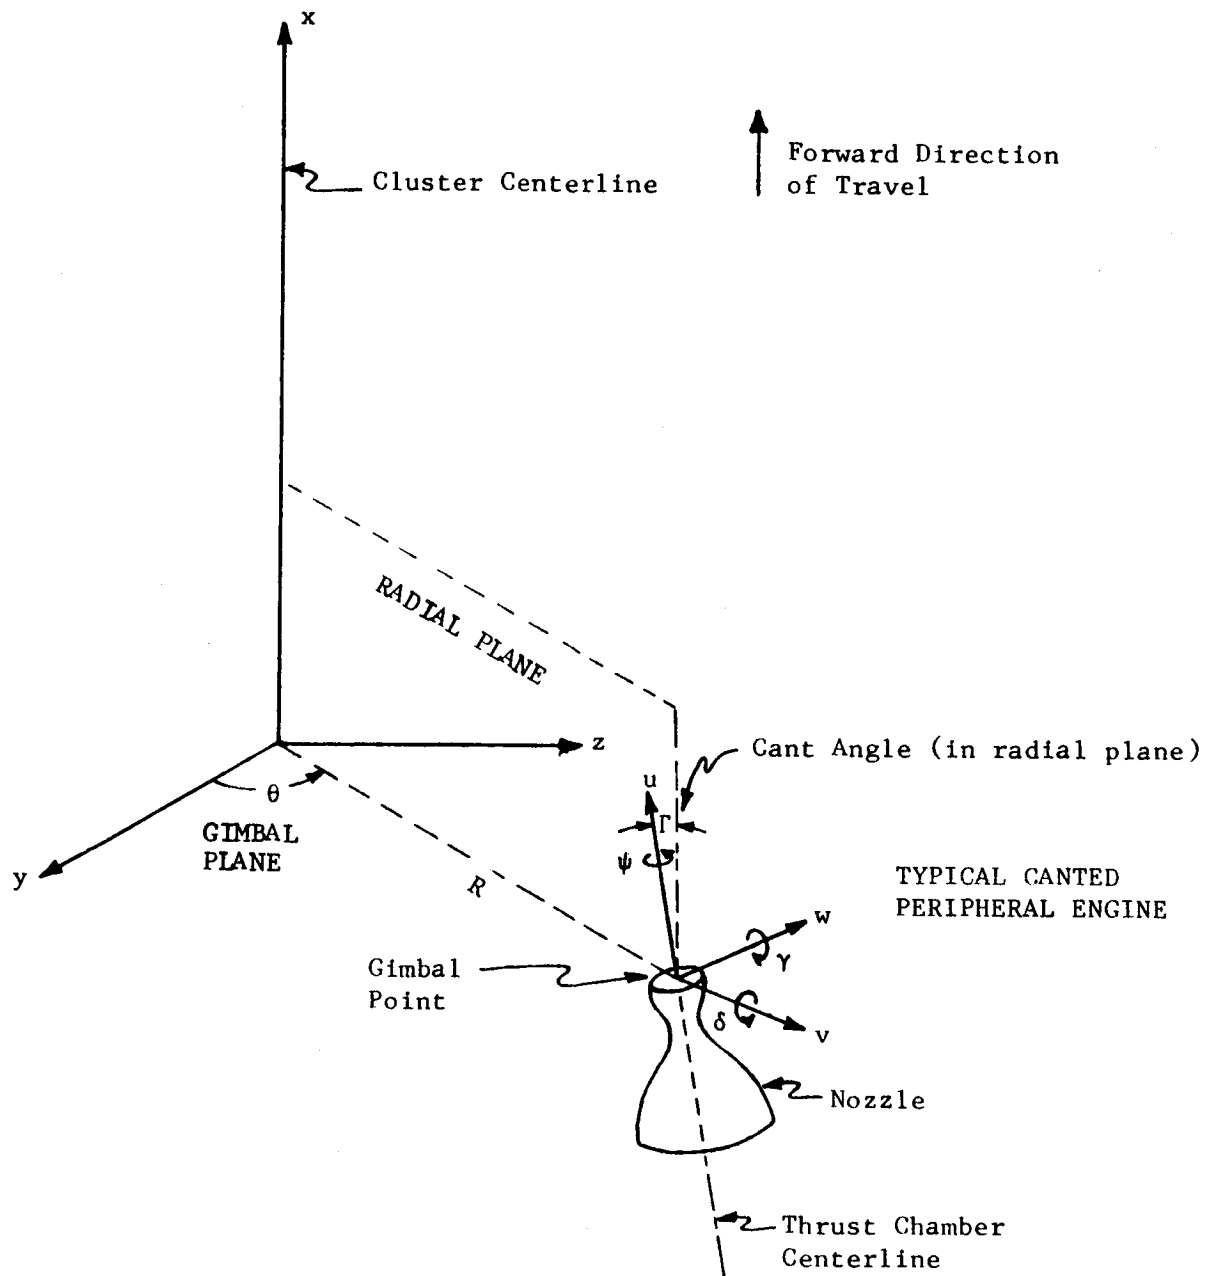 x
Forward Direction
of Travel
Cluster Centerline
RADIAL PLANE
z
Cant Angle (in radial plane)
u
Γ
θ
GIMBAL
PLANE
ψ
y
R
TYPICAL CANTED
PERIPHERAL ENGINE
w
γ
Gimbal
Point
δ
v
Nozzle
Thrust Chamber
Centerline